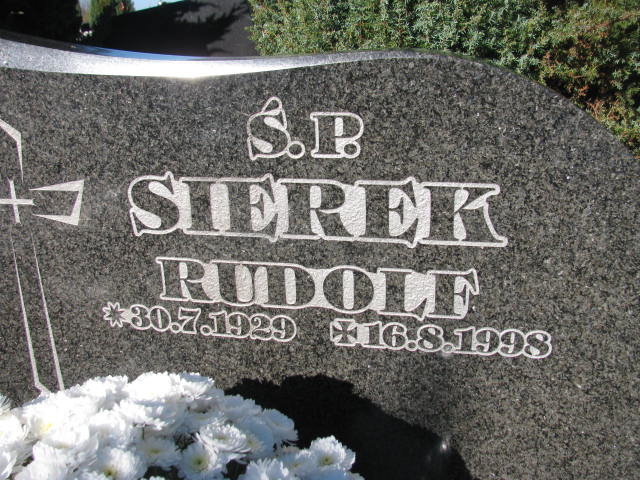 Ś.P.
SIEREK
RUDOLF
*30.7.1929 ✠16.8.1998